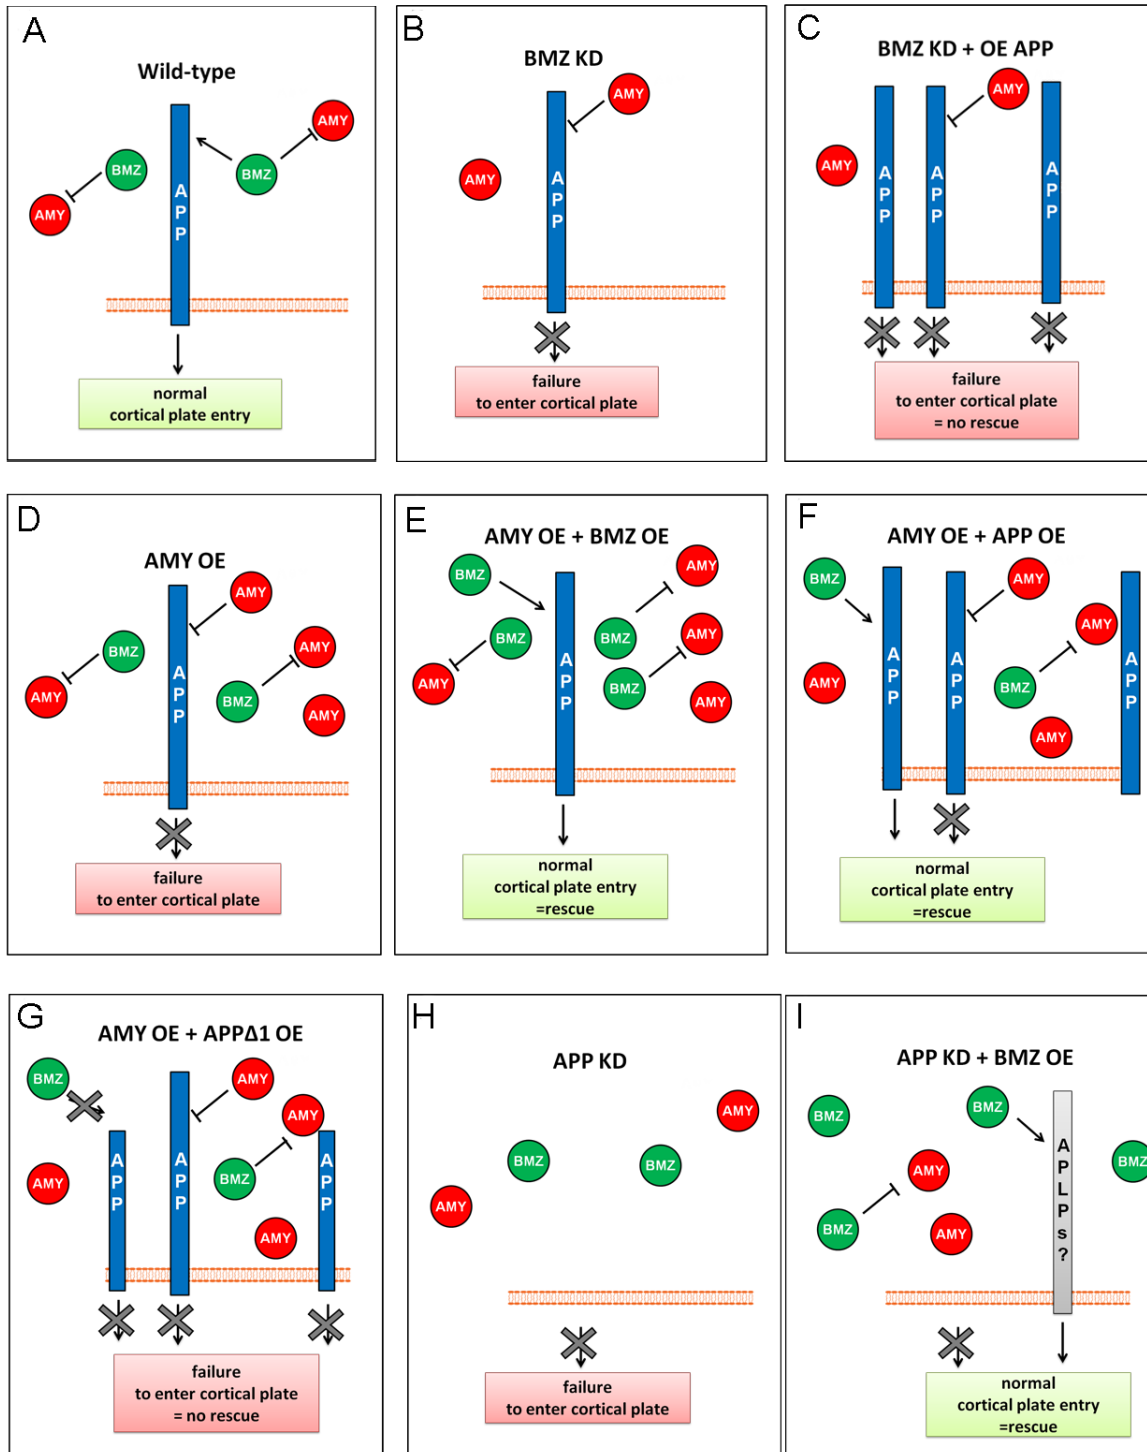 A
Wild-type
AMY
BMZ
BMZ
AMY
APP
normal
cortical plate entry
B
BMZ KD
AMY
AMY
APP
failure
to enter cortical plate
C
BMZ KD + OE APP
AMY
AMY
APP
APP
APP
failure
to enter cortical plate
= no rescue
D
AMY OE
AMY
BMZ
AMY
AMY
BMZ
AMY
APP
failure
to enter cortical plate
E
AMY OE + BMZ OE
BMZ
AMY
BMZ
BMZ
AMY
AMY
BMZ
AMY
APP
normal
cortical plate entry
=rescue
F
AMY OE + APP OE
BMZ
AMY
AMY
AMY
BMZ
AMY
APP
APP
APP
normal
cortical plate entry
=rescue
G
AMY OE + APPΔ1 OE
BMZ
AMY
AMY
AMY
BMZ
AMY
APP
APP
APP
failure
to enter cortical plate
= no rescue
H
APP KD
AMY
BMZ
BMZ
AMY
failure
to enter cortical plate
I
APP KD + BMZ OE
BMZ
BMZ
AMY
BMZ
BMZ
AMY
APLPs?
normal
cortical plate entry
=rescue